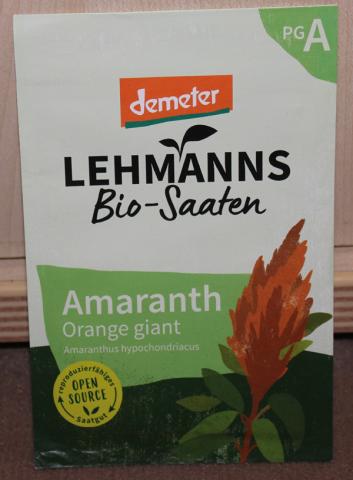 PG A
demeter
LEHMANNS
Bio-Saaten
Amaranth
Orange giant
Amaranthus hypochondriacus
reproduzierfähiges
OPEN
SOURCE
Saatgut